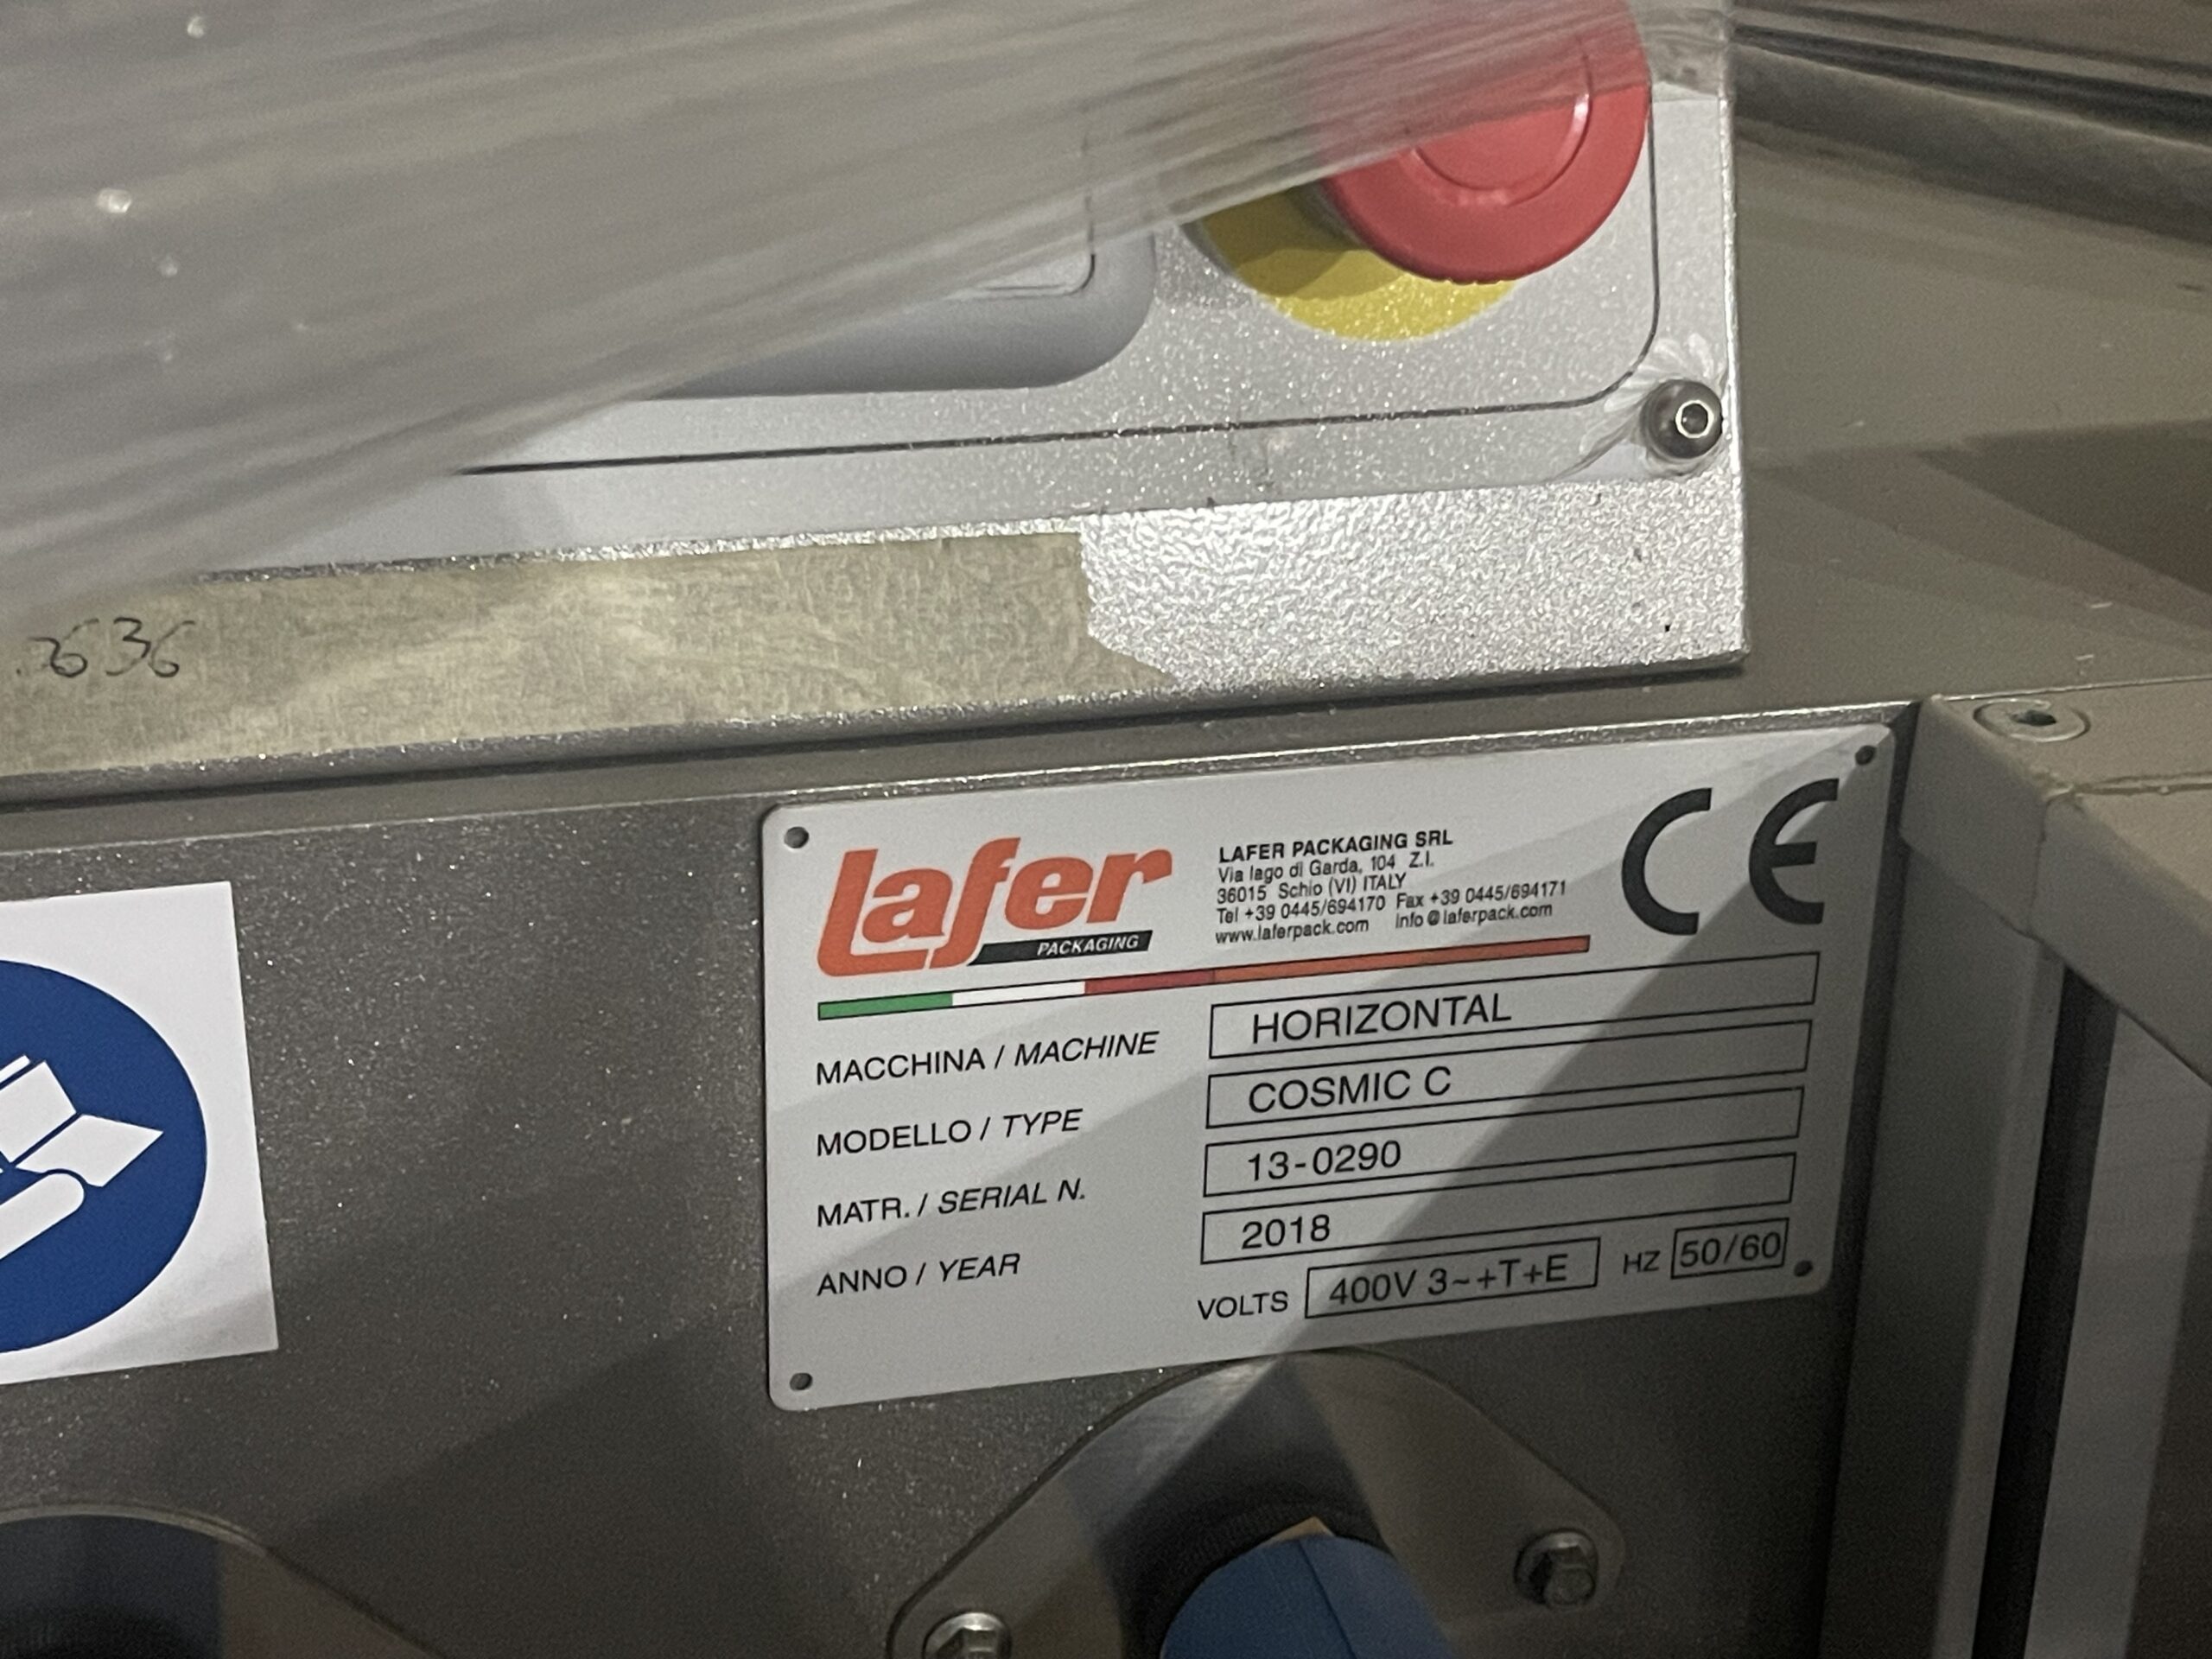 2636
lafer
PACKAGING
LAFER PACKAGING SRL
Via lago di Garda, 104 Z.I.
36015 Schio (VI) ITALY
Tel +39 0445/694170 Fax +39 0445/694171
www.laferpack.com info@laferpack.com
CE
MACCHINA / MACHINE HORIZONTAL
MODELLO / TYPE COSMIC C
MATR. / SERIAL N. 13-0290
ANNO / YEAR 2018
VOLTS 400V 3~+T+E HZ 50/60